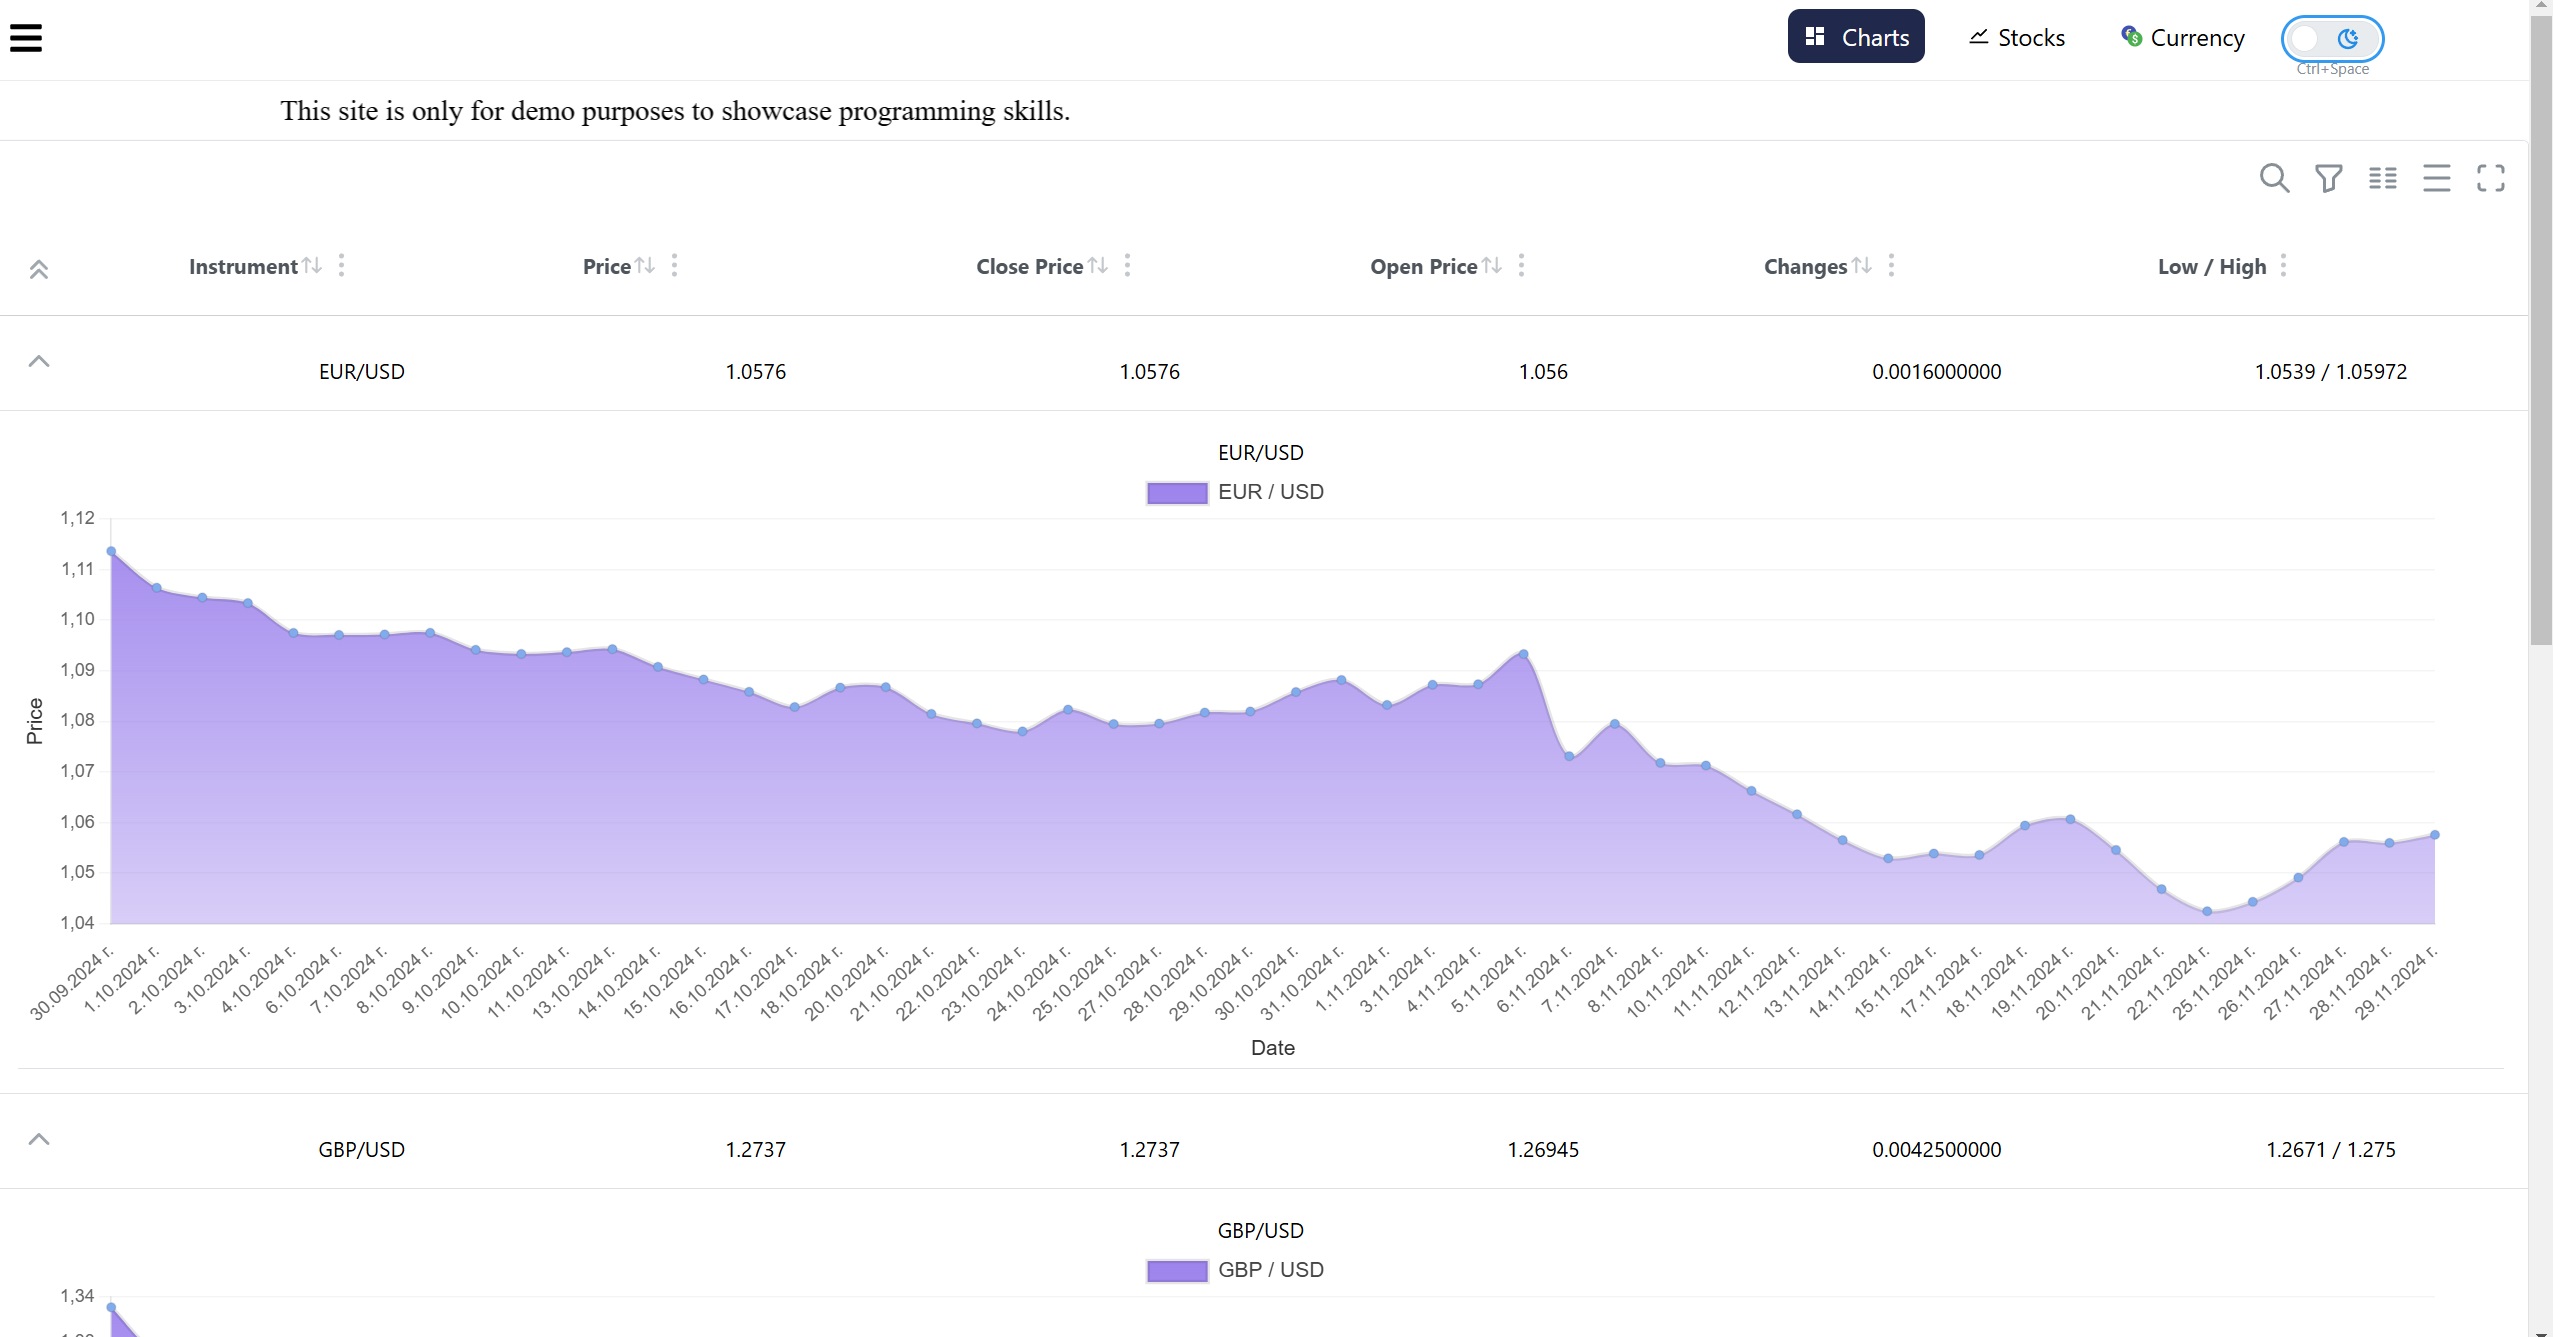 Charts Stocks Currency
Ctrl+Space
This site is only for demo purposes to showcase programming skills.
Instrument Price Close Price Open Price Changes Low / High
EUR/USD 1.0576 1.0576 1.056 0.0016000000 1.0539 / 1.05972
EUR/USD
EUR / USD
1,12
1,11
1,10
1,09
1,08
1,07
1,06
1,05
1,04
Price
30.09.2024 г. 1.10.2024 г. 2.10.2024 г. 3.10.2024 г. 4.10.2024 г. 6.10.2024 г. 7.10.2024 г. 8.10.2024 г. 9.10.2024 г. 10.10.2024 г. 11.10.2024 г. 13.10.2024 г. 14.10.2024 г. 15.10.2024 г. 16.10.2024 г. 17.10.2024 г. 18.10.2024 г. 20.10.2024 г. 21.10.2024 г. 22.10.2024 г. 23.10.2024 г. 24.10.2024 г. 25.10.2024 г. 27.10.2024 г. 28.10.2024 г. 29.10.2024 г. 30.10.2024 г. 31.10.2024 г. 1.11.2024 г. 3.11.2024 г. 4.11.2024 г. 5.11.2024 г. 6.11.2024 г. 7.11.2024 г. 8.11.2024 г. 10.11.2024 г. 11.11.2024 г. 12.11.2024 г. 13.11.2024 г. 14.11.2024 г. 15.11.2024 г. 17.11.2024 г. 18.11.2024 г. 19.11.2024 г. 20.11.2024 г. 21.11.2024 г. 22.11.2024 г. 25.11.2024 г. 26.11.2024 г. 27.11.2024 г. 28.11.2024 г. 29.11.2024 г.
Date
GBP/USD 1.2737 1.2737 1.26945 0.0042500000 1.2671 / 1.275
GBP/USD
GBP / USD
1,34